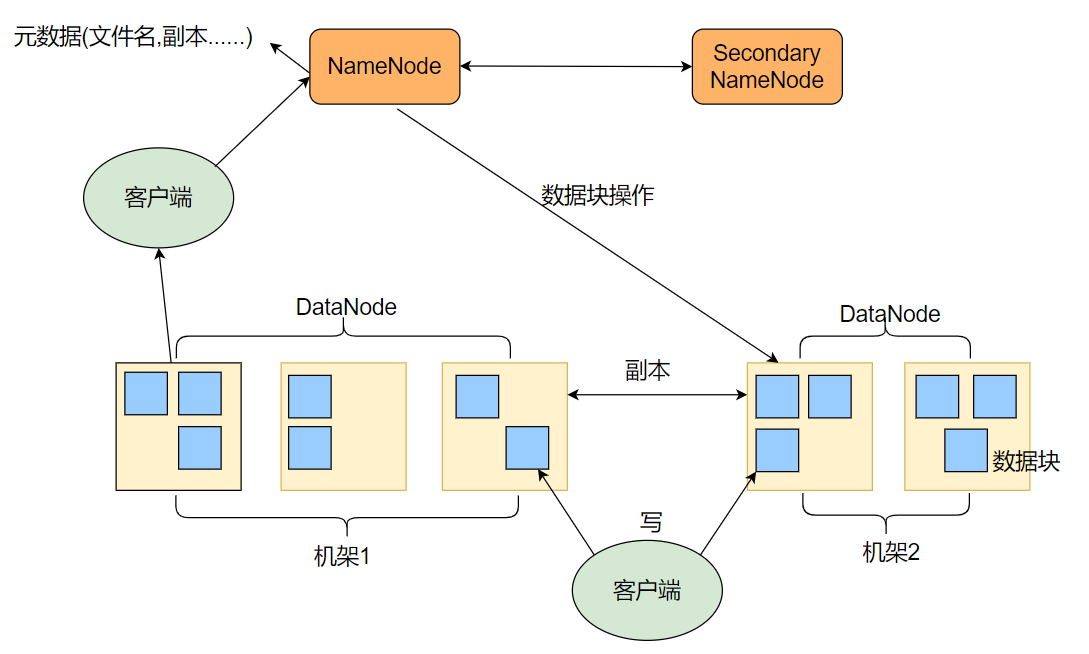 元数据(文件名,副本......)
NameNode
Secondary
NameNode
客户端
数据块操作
DataNode
DataNode
副本
数据块
写
机架1
机架2
客户端